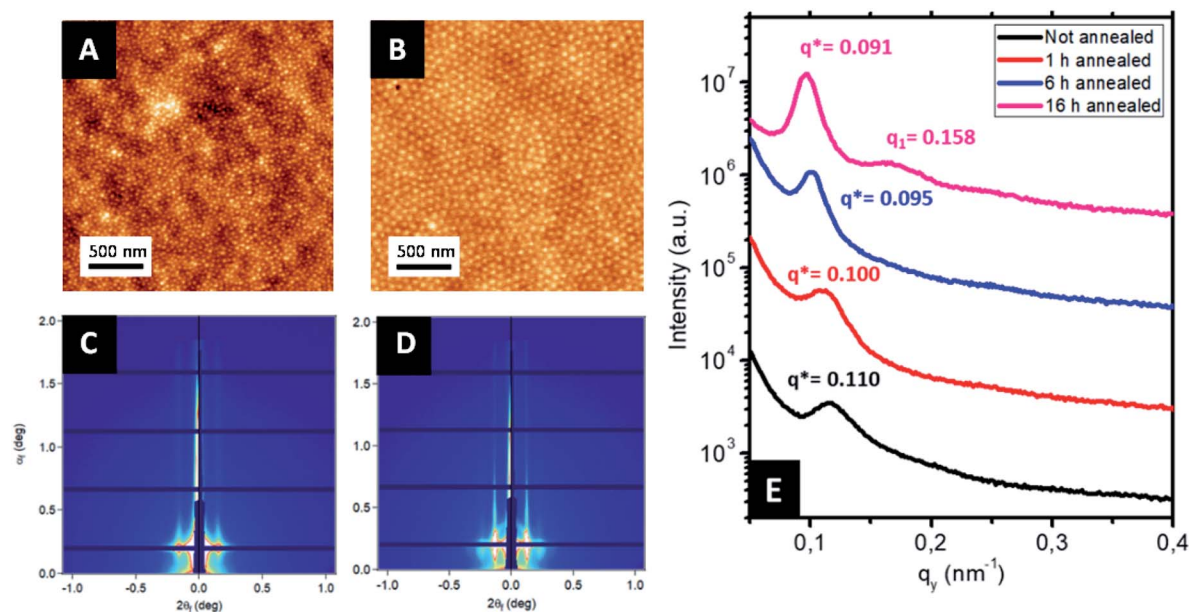 A
500 nm
B
500 nm
C
2.0
1.5
1.0
0.5
0.0
αf (deg)
-1.0
-0.5
0.0
0.5
1.0
2θf (deg)
D
2.0
1.5
1.0
0.5
0.0
-1.0
-0.5
0.0
0.5
1.0
2θf (deg)
Not annealed
1 h annealed
6 h annealed
16 h annealed
q*= 0.091
q₁= 0.158
q*= 0.095
q*= 0.100
q*= 0.110
10⁷
10⁶
10⁵
10⁴
10³
Intensity (a.u.)
E
0,1
0,2
0,3
0,4
qy (nm⁻¹)